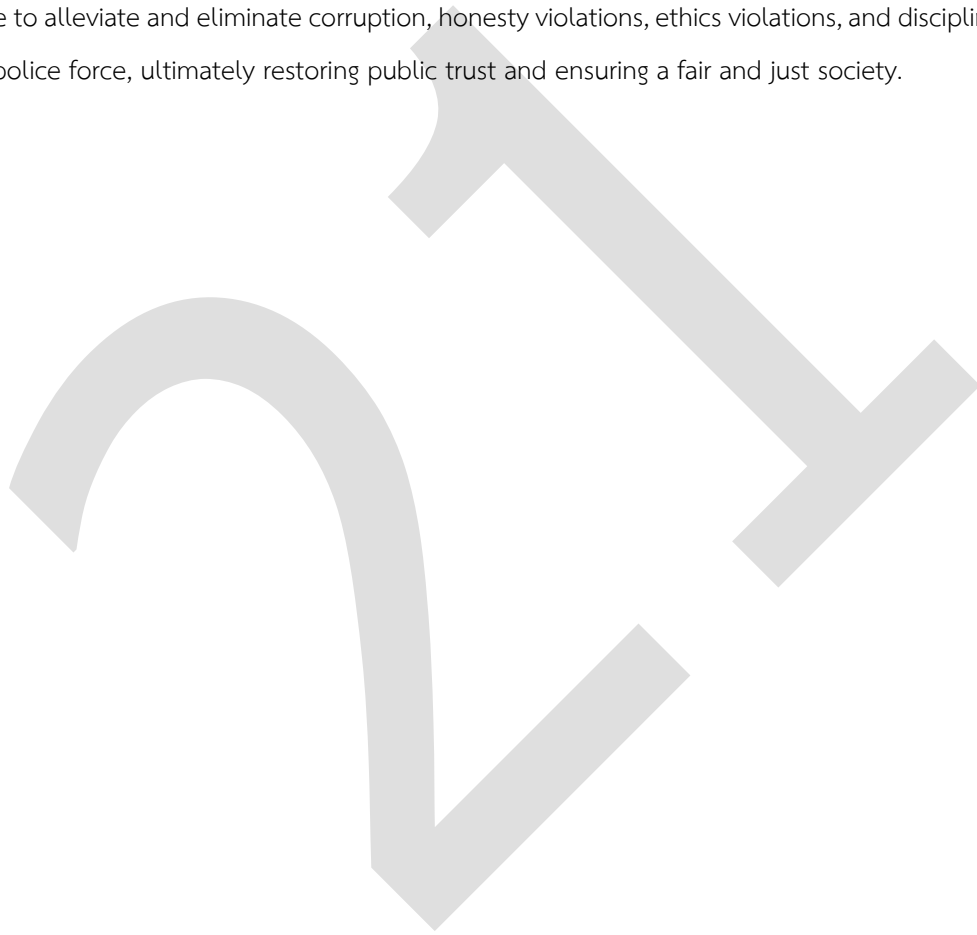 to alleviate and eliminate corruption, honesty violations, ethics violations, and
police force, ultimately restoring public trust and ensuring a fair and just society.
21